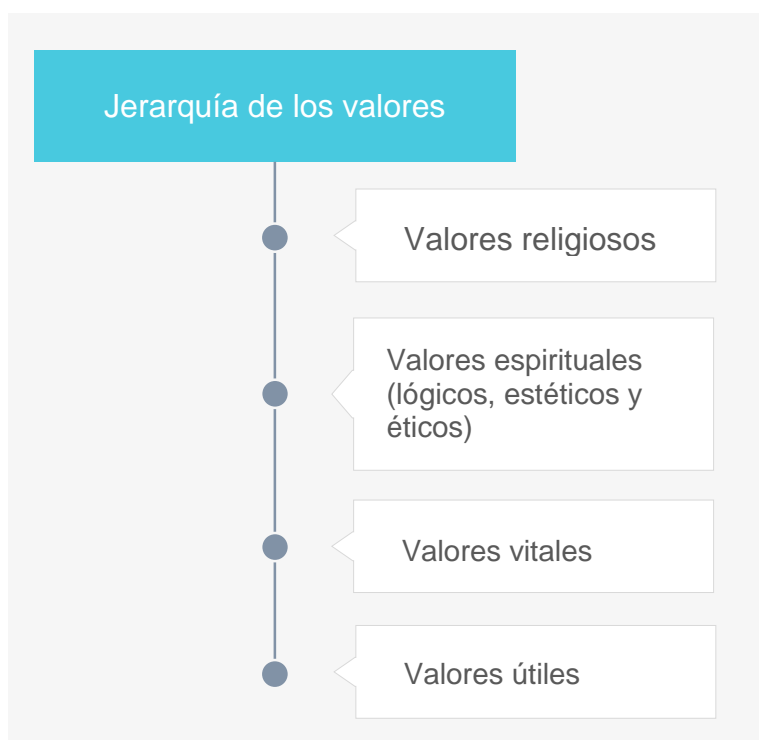 Jerarquía de los valores
Valores religiosos
Valores espirituales
(lógicos, estéticos y
éticos)
Valores vitales
Valores útiles